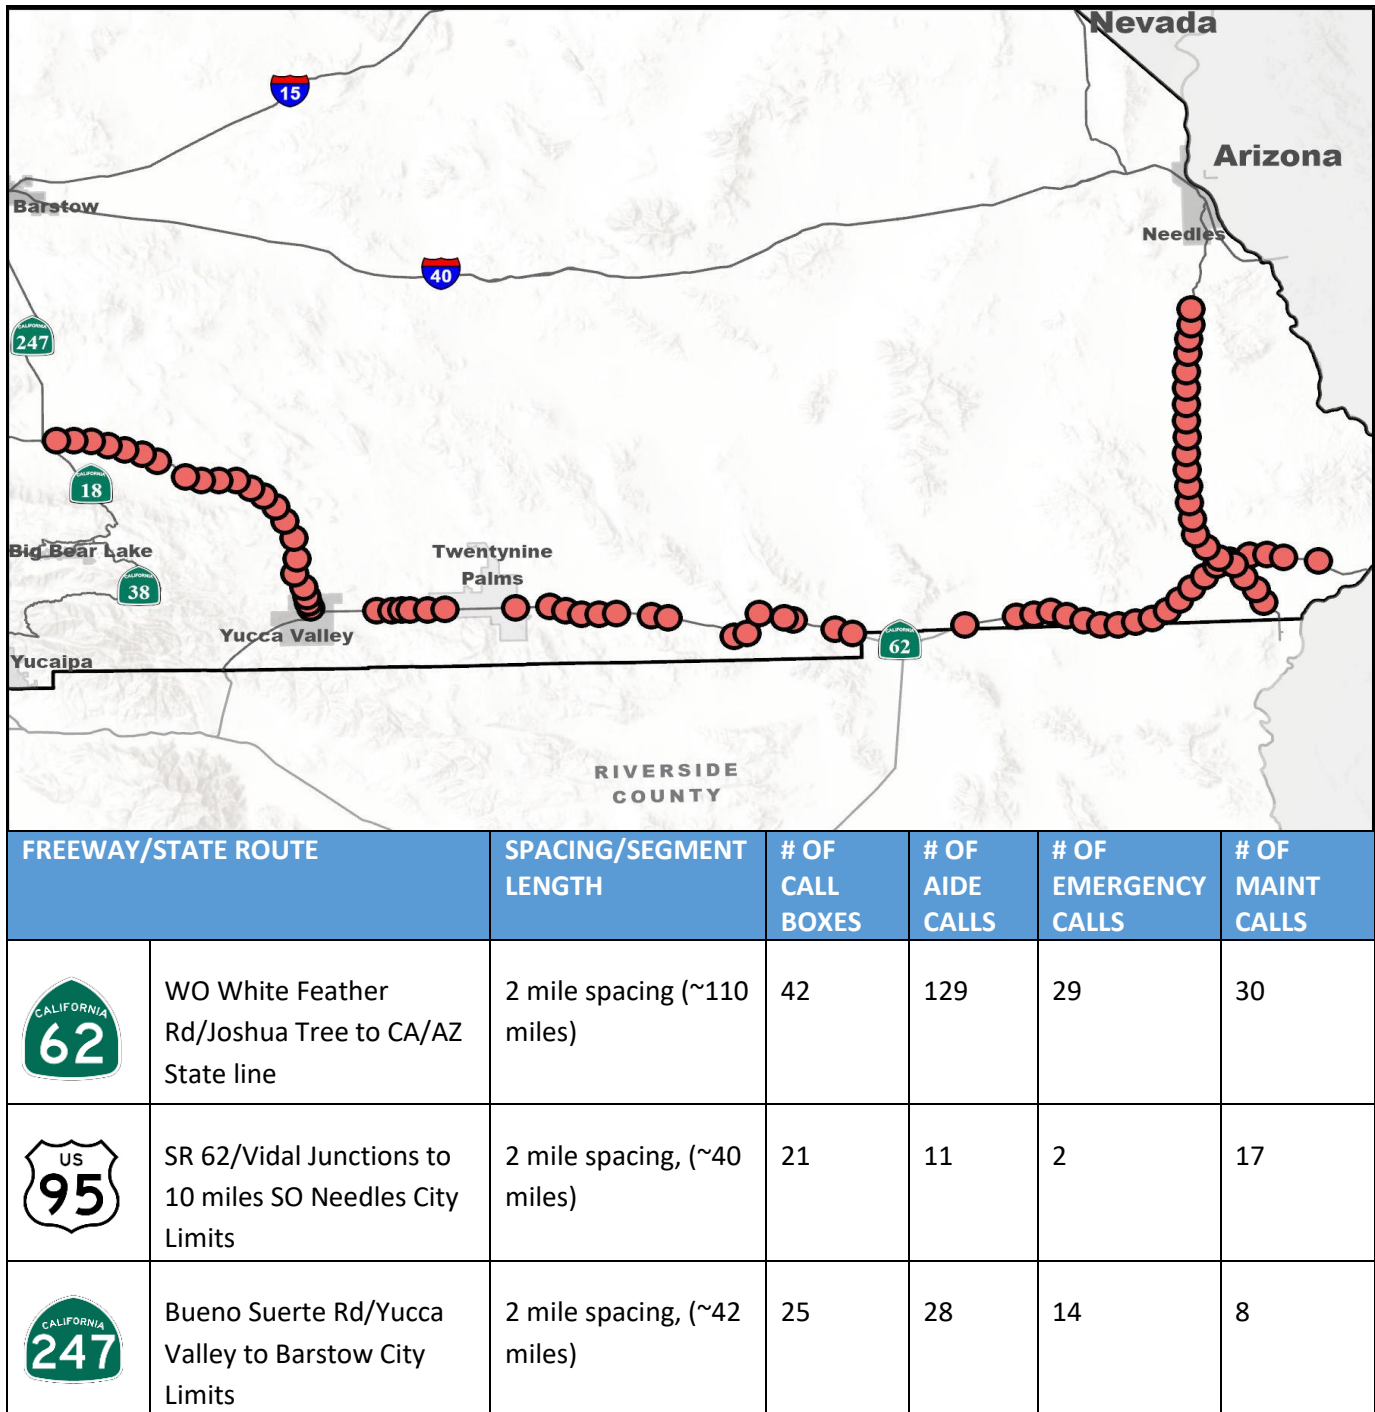 Nevada
15
Arizona
Barstow
Needles
40
CALIFORNIA
247
CALIFORNIA
18
Big Bear Lake
Twentynine
Palms
CALIFORNIA
38
Yucca Valley
CALIFORNIA
62
Yucaipa
RIVERSIDE
COUNTY
FREEWAY/STATE ROUTE
SPACING/SEGMENT
LENGTH
# OF
CALL
BOXES
# OF
AIDE
CALLS
# OF
EMERGENCY
CALLS
# OF
MAINT
CALLS
CALIFORNIA
62
WO White Feather
Rd/Joshua Tree to CA/AZ
State line
2 mile spacing (~110
miles)
42
129
29
30
US
95
SR 62/Vidal Junctions to
10 miles SO Needles City
Limits
2 mile spacing, (~40
miles)
21
11
2
17
CALIFORNIA
247
Bueno Suerte Rd/Yucca
Valley to Barstow City
Limits
2 mile spacing, (~42
miles)
25
28
14
8